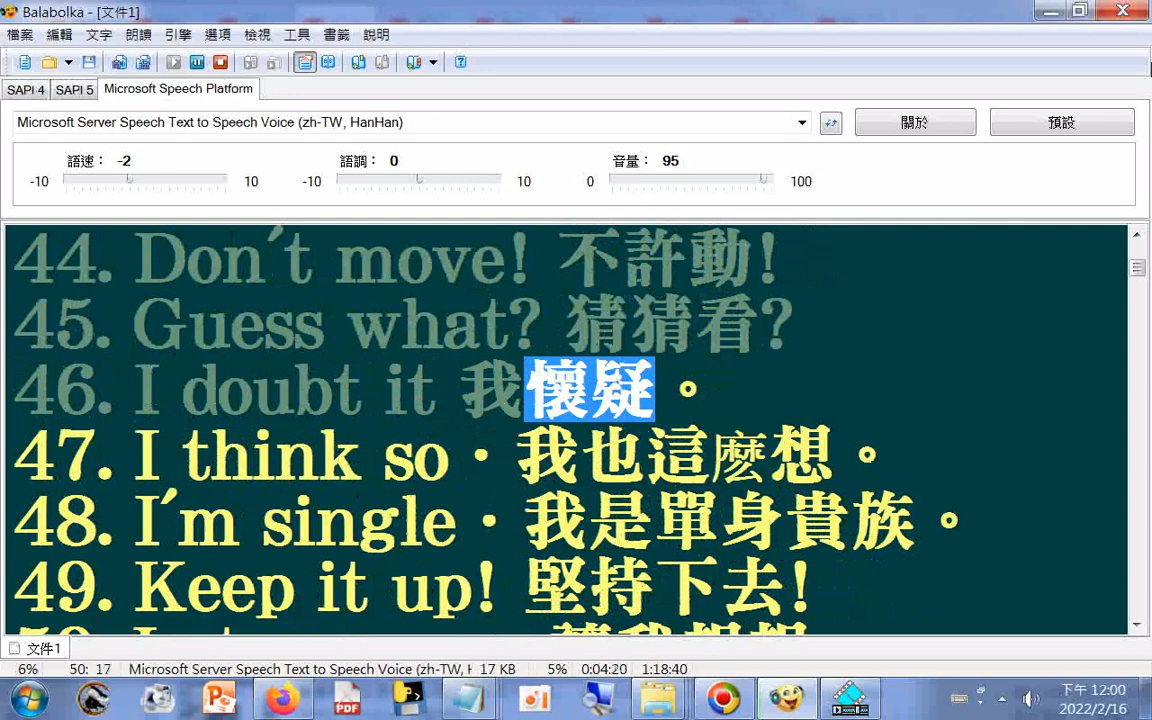 Balabolka - [文件1]
檔案 編輯 文字 朗讀 引擎 選項 檢視 工具 書籤 說明
SAPI 4 SAPI 5 Microsoft Speech Platform
Microsoft Server Speech Text to Speech Voice (zh-TW, HanHan) 關於 預設
語速： -2 語調： 0 音量： 95
-10 10 -10 10 0 100
44. Don't move! 不許動!
45. Guess what? 猜猜看?
46. I doubt it 我懷疑。
47. I think so · 我也這麼想。
48. I'm single · 我是單身貴族。
49. Keep it up! 堅持下去!
文件1
6% 50: 17 Microsoft Server Speech Text to Speech Voice (zh-TW, H 17 KB 5% 0:04:20 1:18:40
下午 12:00
2022/2/16